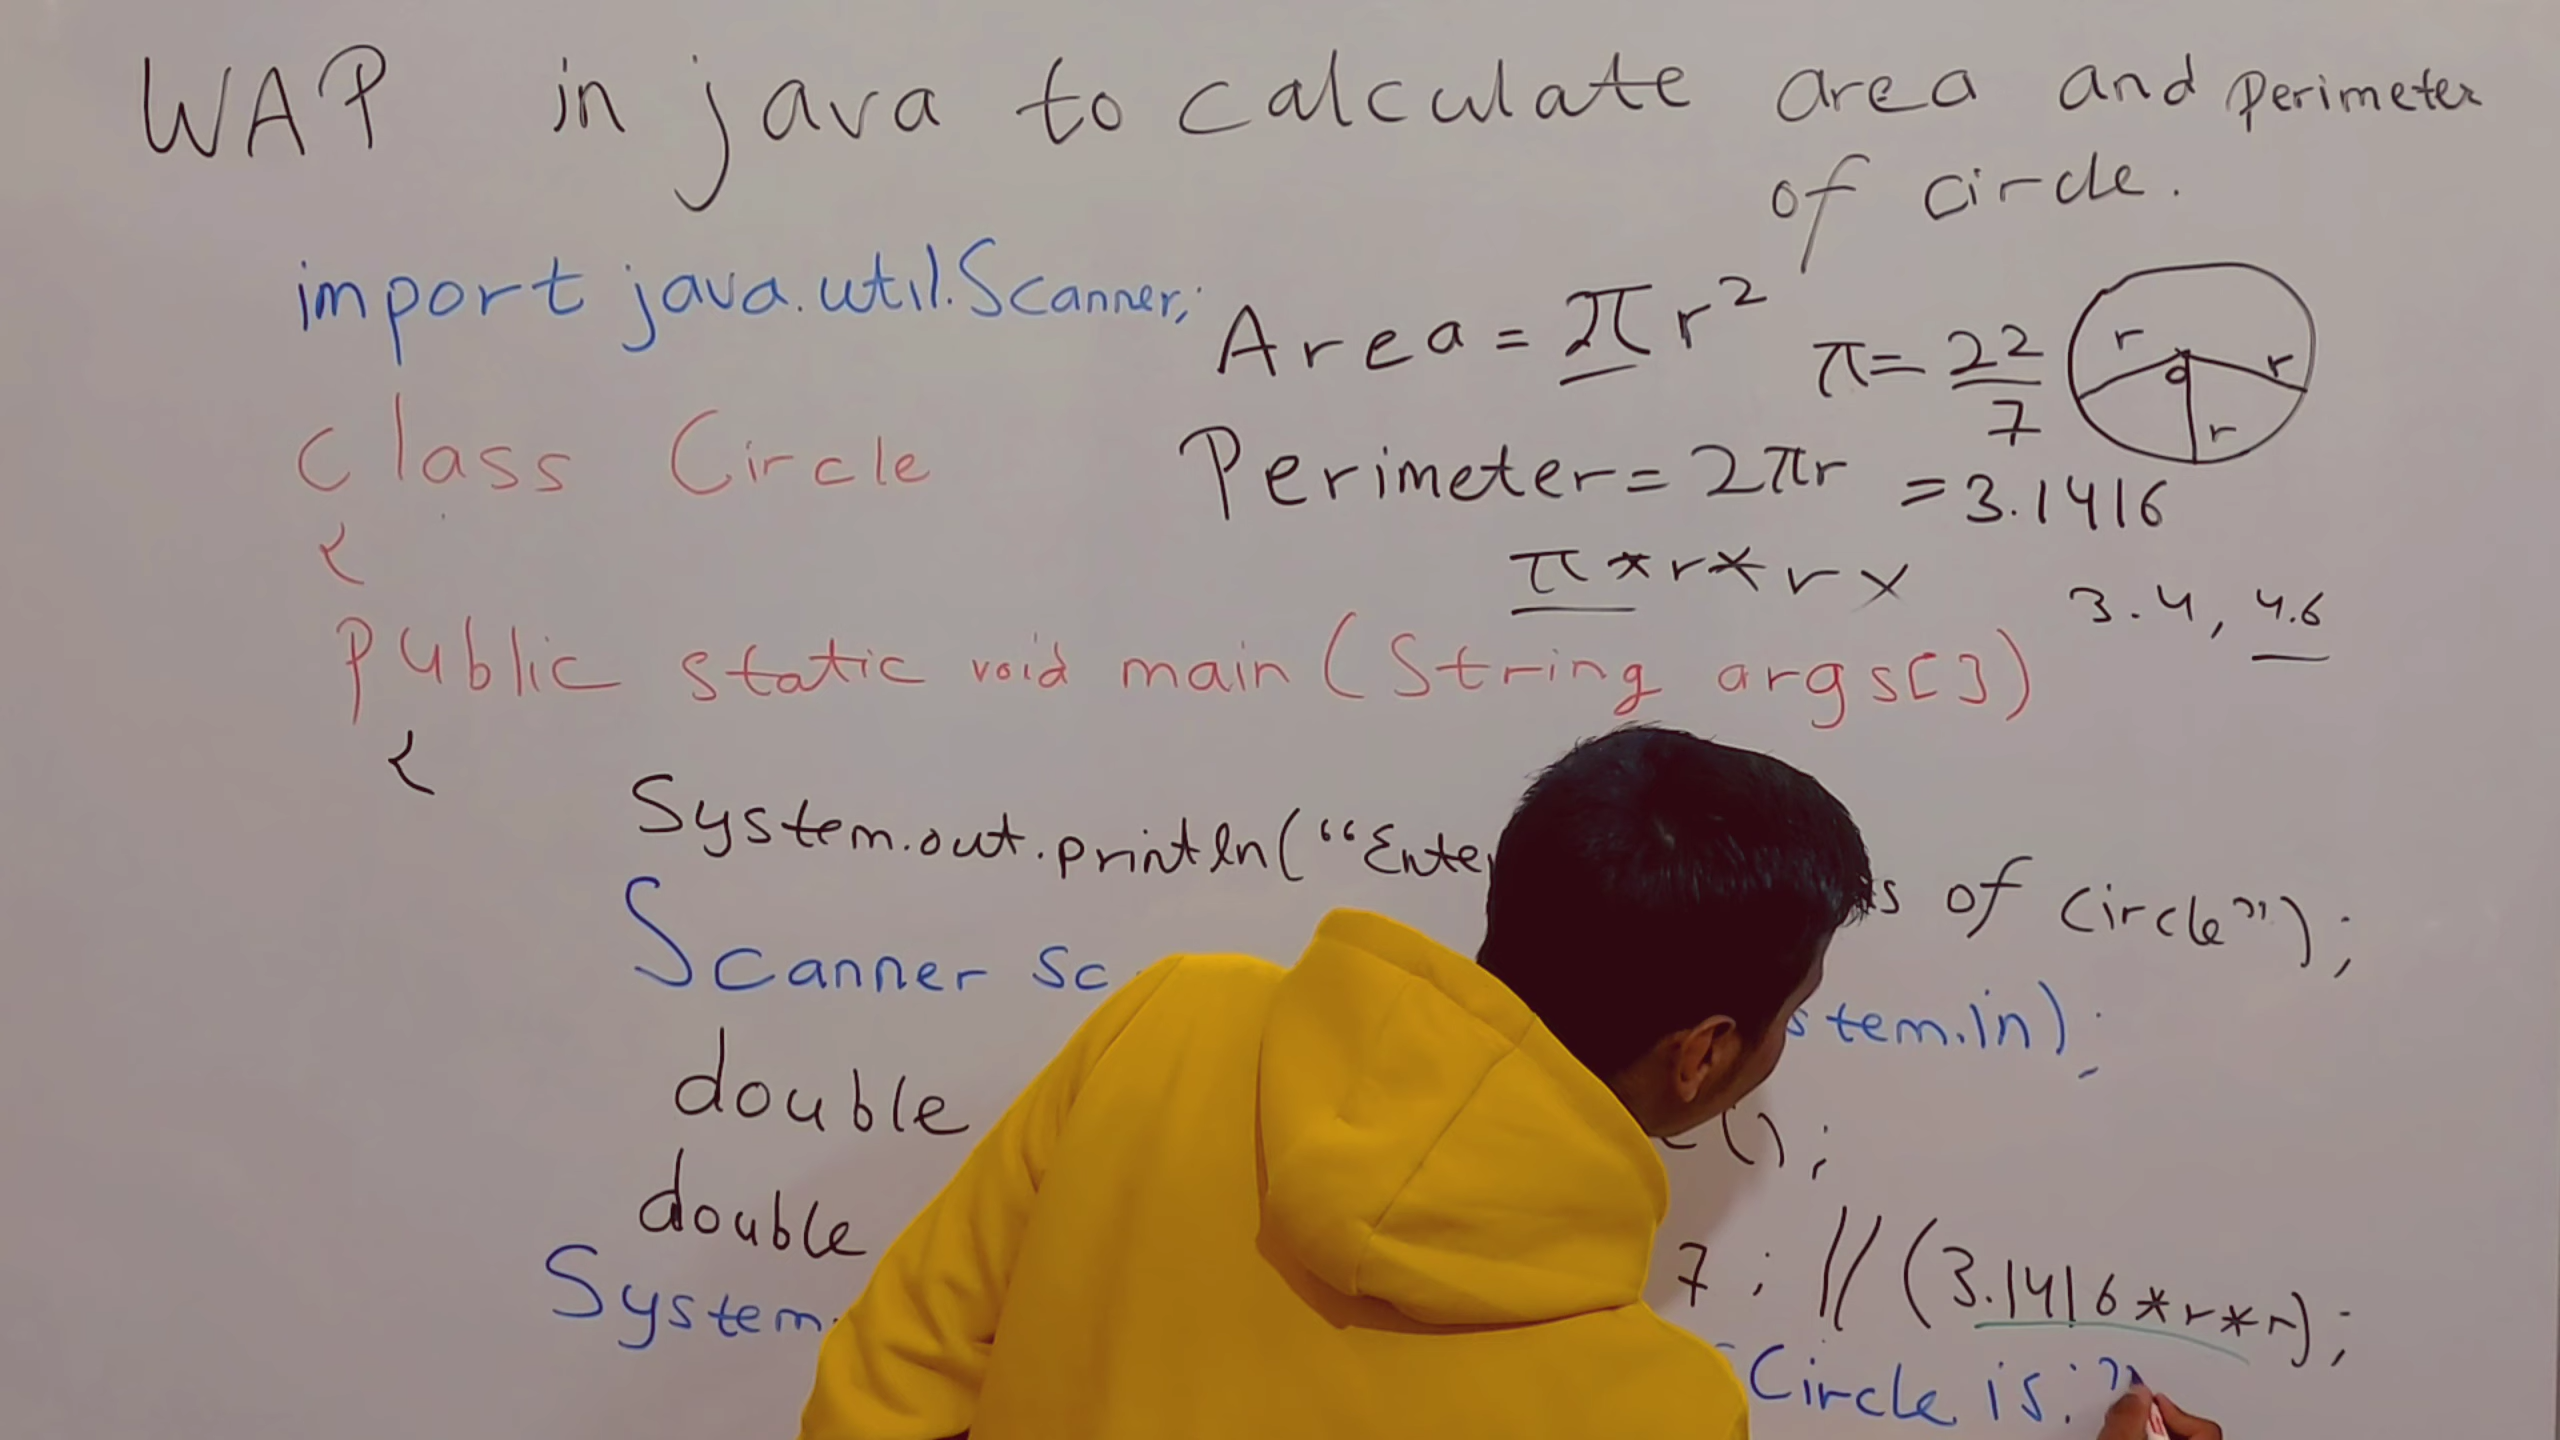 WAP in java to calculate area and perimeter
of circle.
import java.util.Scanner;
Area = πr²
π = 22/7
r
r
o
r
class Circle
Perimeter = 2πr
= 3.1416
{
π * r * r x
3.4, 4.6
public static void main (String args[])
{
System.out.println(“Enter of circle”);
Scanner sc stem.in);
double ();
double 7; // (3.1416*r*r);
System. Circle is:”